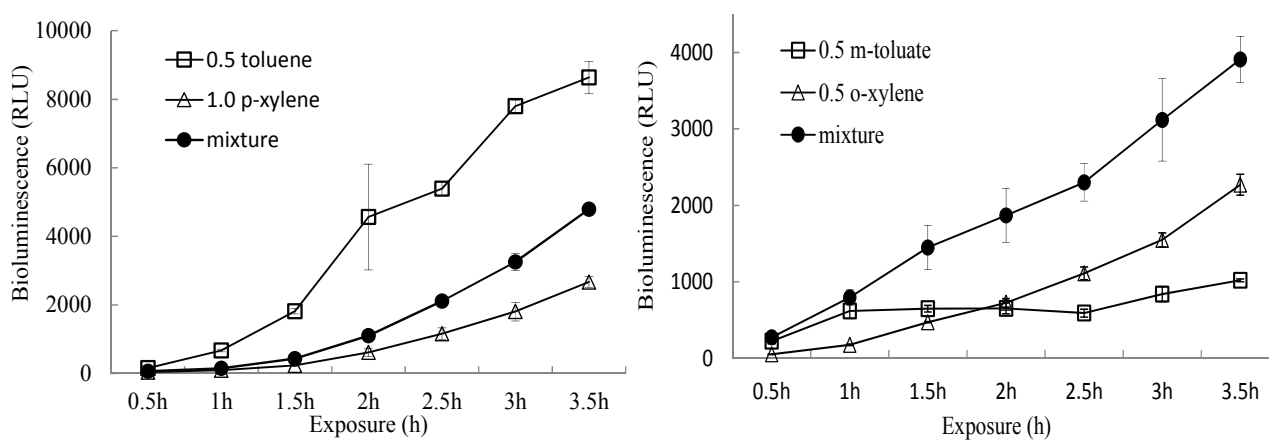 10000
8000
6000
4000
2000
0
Bioluminescence (RLU)
0.5 toluene
1.0 p-xylene
mixture
0.5h 1h 1.5h 2h 2.5h 3h 3.5h
Exposure (h)
4000
3000
2000
1000
0
Bioluminescence (RLU)
0.5 m-toluate
0.5 o-xylene
mixture
0.5h 1h 1.5h 2h 2.5h 3h 3.5h
Exposure (h)